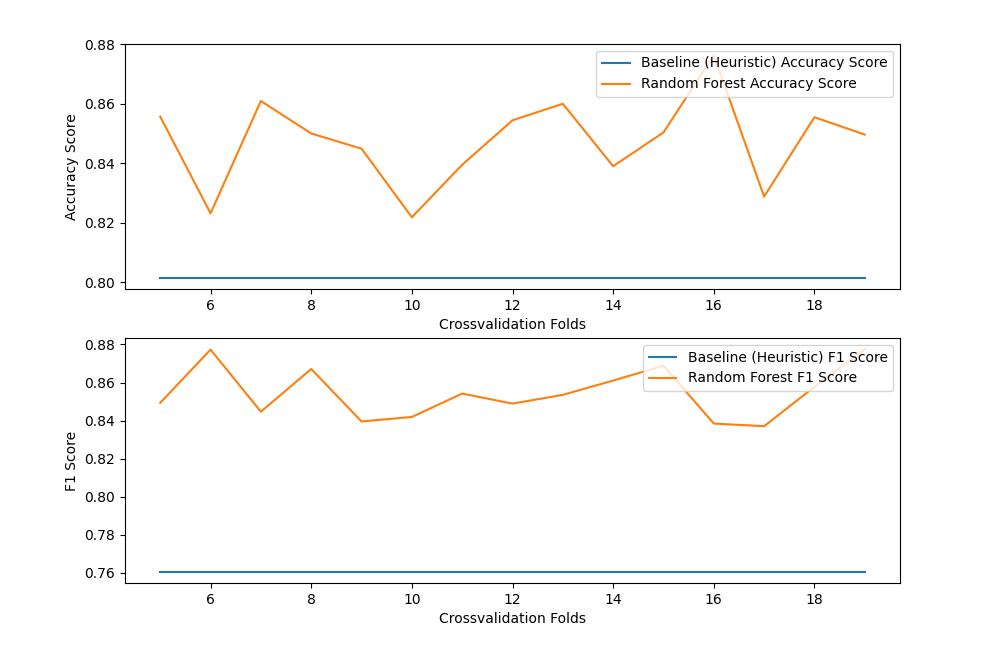 0.88
0.86
0.84
0.82
0.80
Accuracy Score
Baseline (Heuristic) Accuracy Score
Random Forest Accuracy Score
6 8 10 12 14 16 18
Crossvalidation Folds
0.88
0.86
0.84
0.82
0.80
0.78
0.76
F1 Score
Baseline (Heuristic) F1 Score
Random Forest F1 Score
6 8 10 12 14 16 18
Crossvalidation Folds